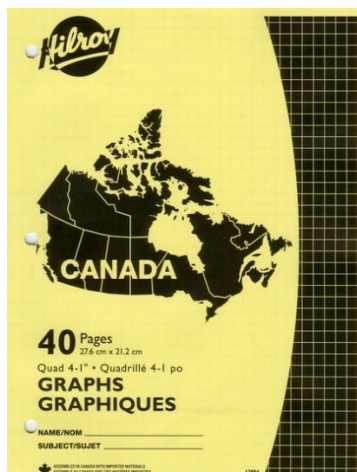 Hilroy
CANADA
40 Pages
27.6 cm x 21.2 cm
Quad 4-1" • Quadrillé 4-1 po
GRAPHS
GRAPHIQUES
NAME/NOM
SUBJECT/SUJET
ASSEMBLED IN CANADA WITH IMPORTED MATERIALS